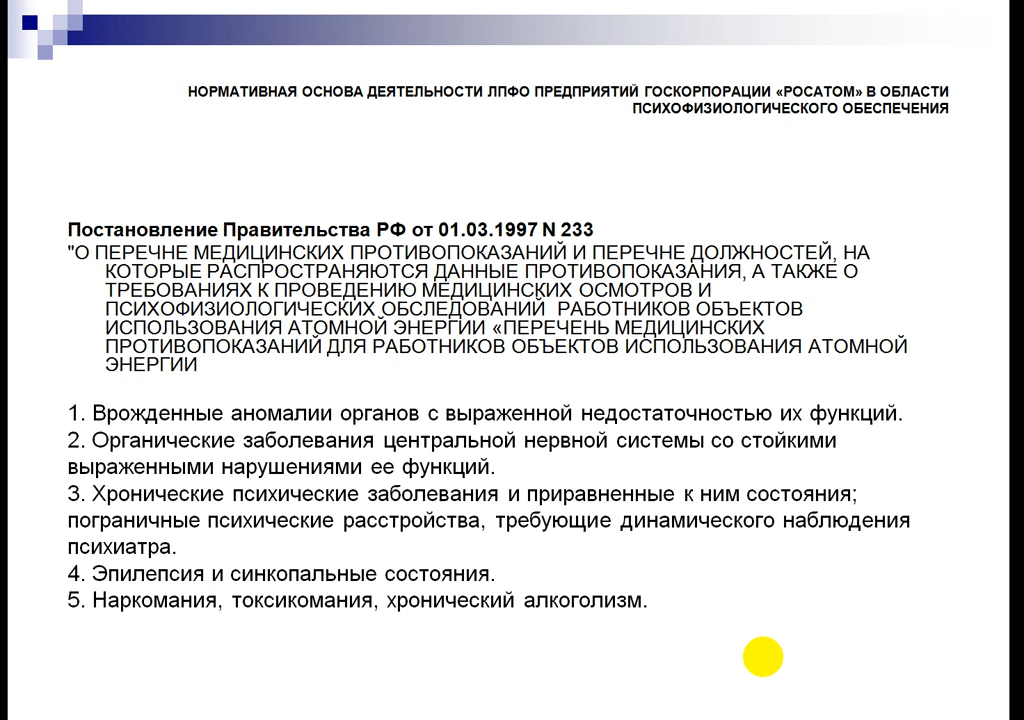 НОРМАТИВНАЯ ОСНОВА ДЕЯТЕЛЬНОСТИ ЛПФО ПРЕДПРИЯТИЙ ГОСКОРПОРАЦИИ «РОСАТОМ» В ОБЛАСТИ
ПСИХОФИЗИОЛОГИЧЕСКОГО ОБЕСПЕЧЕНИЯ
Постановление Правительства РФ от 01.03.1997 N 233
"О ПЕРЕЧНЕ МЕДИЦИНСКИХ ПРОТИВОПОКАЗАНИЙ И ПЕРЕЧНЕ ДОЛЖНОСТЕЙ, НА
КОТОРЫЕ РАСПРОСТРАНЯЮТСЯ ДАННЫЕ ПРОТИВОПОКАЗАНИЯ, А ТАКЖЕ О
ТРЕБОВАНИЯХ К ПРОВЕДЕНИЮ МЕДИЦИНСКИХ ОСМОТРОВ И
ПСИХОФИЗИОЛОГИЧЕСКИХ ОБСЛЕДОВАНИЙ РАБОТНИКОВ ОБЪЕКТОВ
ИСПОЛЬЗОВАНИЯ АТОМНОЙ ЭНЕРГИИ «ПЕРЕЧЕНЬ МЕДИЦИНСКИХ
ПРОТИВОПОКАЗАНИЙ ДЛЯ РАБОТНИКОВ ОБЪЕКТОВ ИСПОЛЬЗОВАНИЯ АТОМНОЙ
ЭНЕРГИИ
1. Врожденные аномалии органов с выраженной недостаточностью их функций.
2. Органические заболевания центральной нервной системы со стойкими
выраженными нарушениями ее функций.
3. Хронические психические заболевания и приравненные к ним состояния;
пограничные психические расстройства, требующие динамического наблюдения
психиатра.
4. Эпилепсия и синкопальные состояния.
5. Наркомания, токсикомания, хронический алкоголизм.